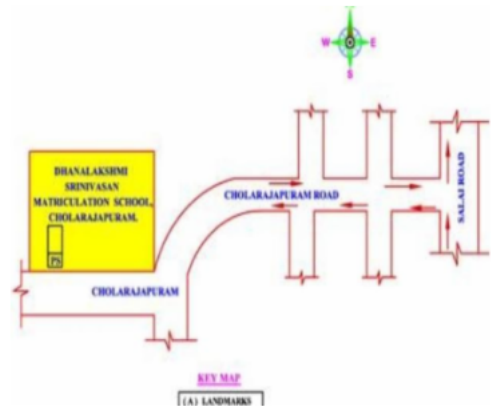 W E
S
DHANALAKSHMI
SRINIVASAN
MATRICULATION SCHOOL,
CHOLARAJAPURAM.
PS
CHOLARAJAPURAM ROAD
SALAI ROAD
CHOLARAJAPURAM
KEY MAP
(A) LANDMARKS